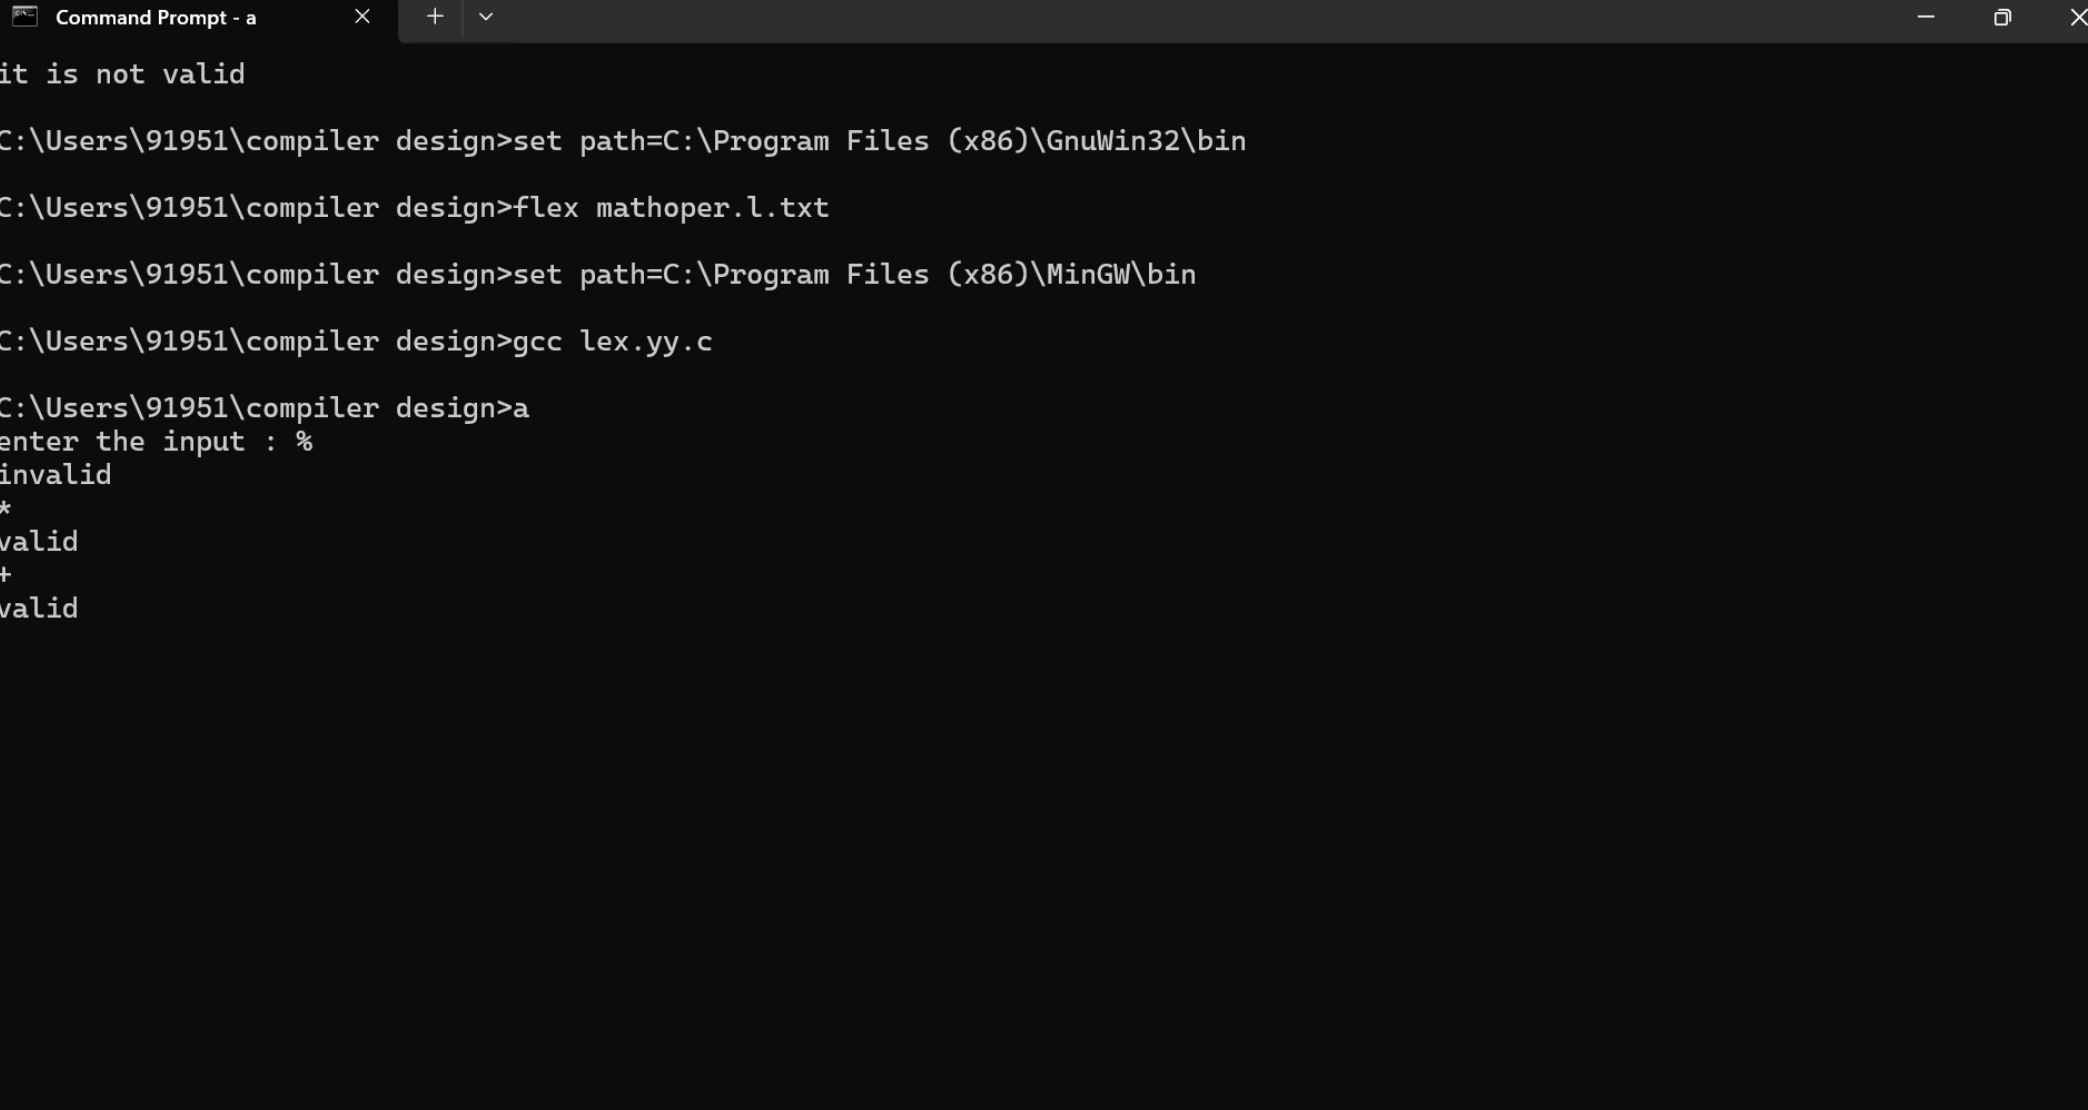 Command Prompt - a
it is not valid
C:\Users\91951\compiler design>set path=C:\Program Files (x86)\GnuWin32\bin
C:\Users\91951\compiler design>flex mathoper.l.txt
C:\Users\91951\compiler design>set path=C:\Program Files (x86)\MinGW\bin
C:\Users\91951\compiler design>gcc lex.yy.c
C:\Users\91951\compiler design>a
enter the input : %
invalid
*
valid
+
valid